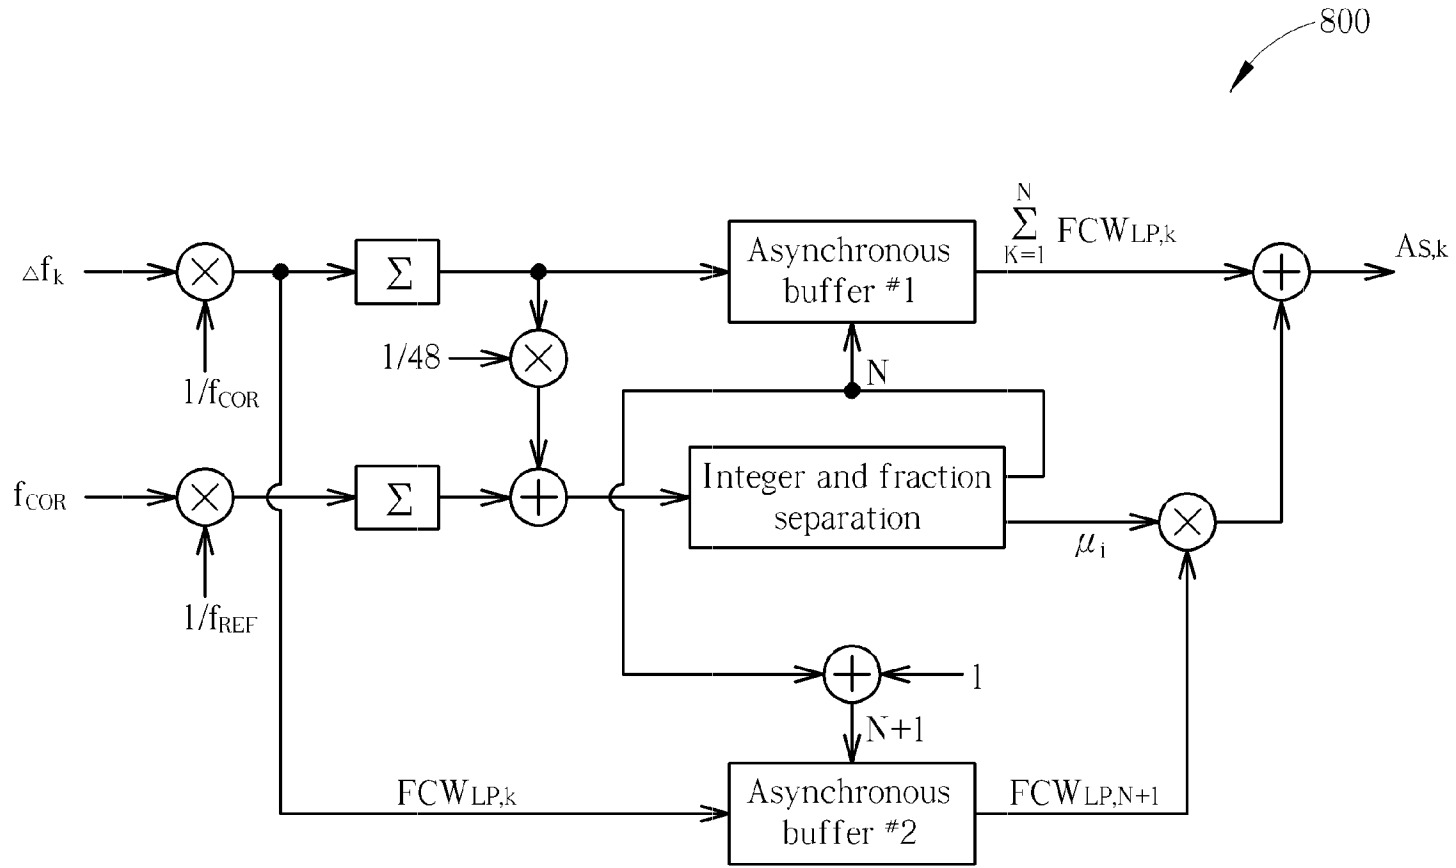 800
N
∑ FCW_LP,k
K=1
△f_k
×
Σ
Asynchronous
buffer #1
+
A_S,k
1/48
×
N
1/f_COR
f_COR
×
Σ
+
Integer and fraction
separation
μ_i
×
1/f_REF
+
1
N+1
FCW_LP,k
Asynchronous
buffer #2
FCW_LP,N+1